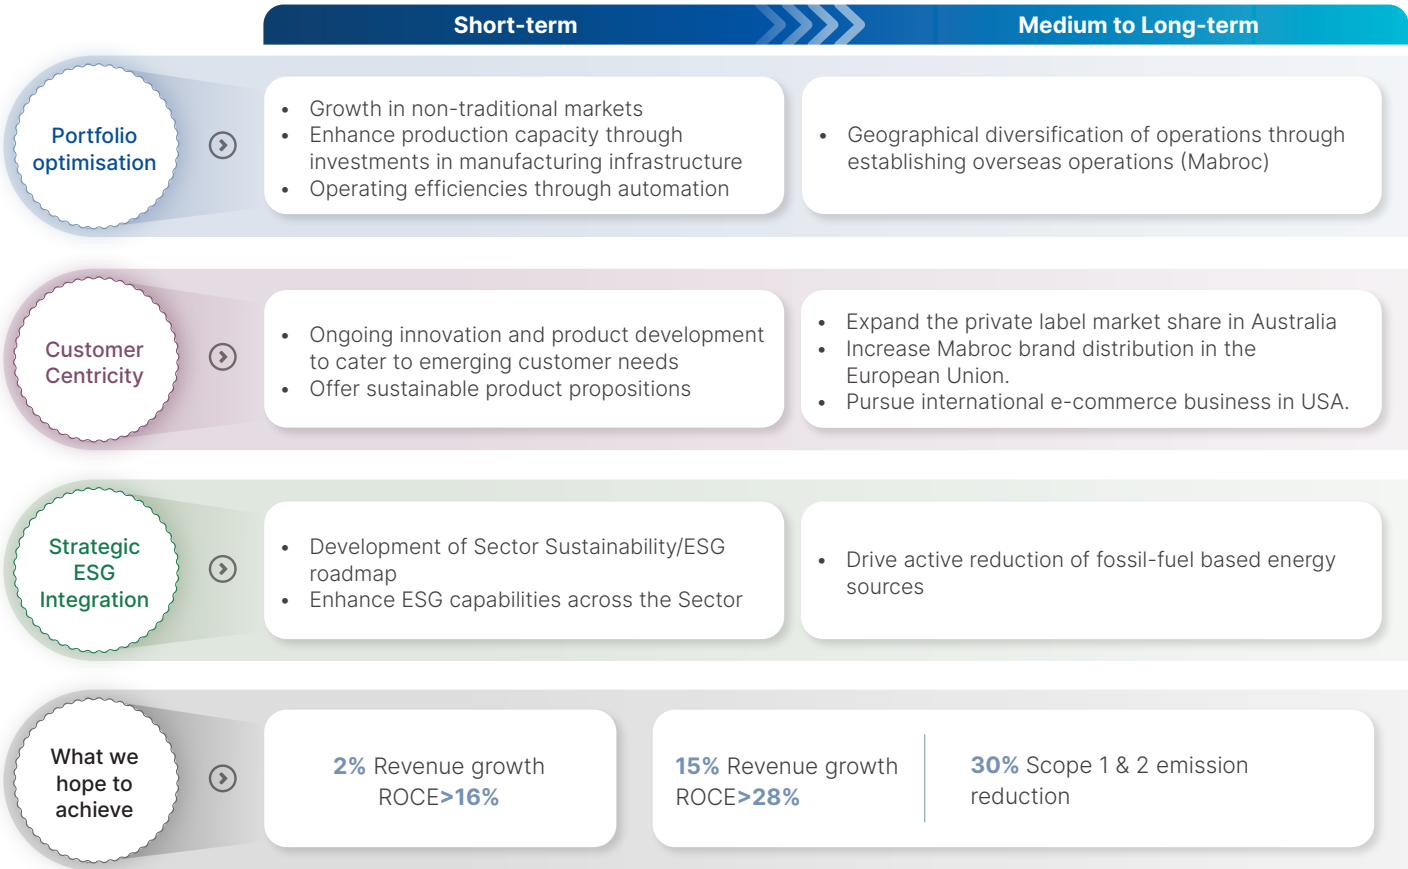 Short-term
Medium to Long-term
Portfolio
optimisation
• Growth in non-traditional markets
• Enhance production capacity through
investments in manufacturing infrastructure
• Operating efficiencies through automation
• Geographical diversification of operations through
establishing overseas operations (Mabroc)
Customer
Centricity
• Ongoing innovation and product development
to cater to emerging customer needs
• Offer sustainable product propositions
• Expand the private label market share in Australia
• Increase Mabroc brand distribution in the
European Union.
• Pursue international e-commerce business in USA.
Strategic
ESG
Integration
• Development of Sector Sustainability/ESG
roadmap
• Enhance ESG capabilities across the Sector
• Drive active reduction of fossil-fuel based energy
sources
What we
hope to
achieve
2% Revenue growth
ROCE>16%
15% Revenue growth
ROCE>28%
30% Scope 1 & 2 emission
reduction